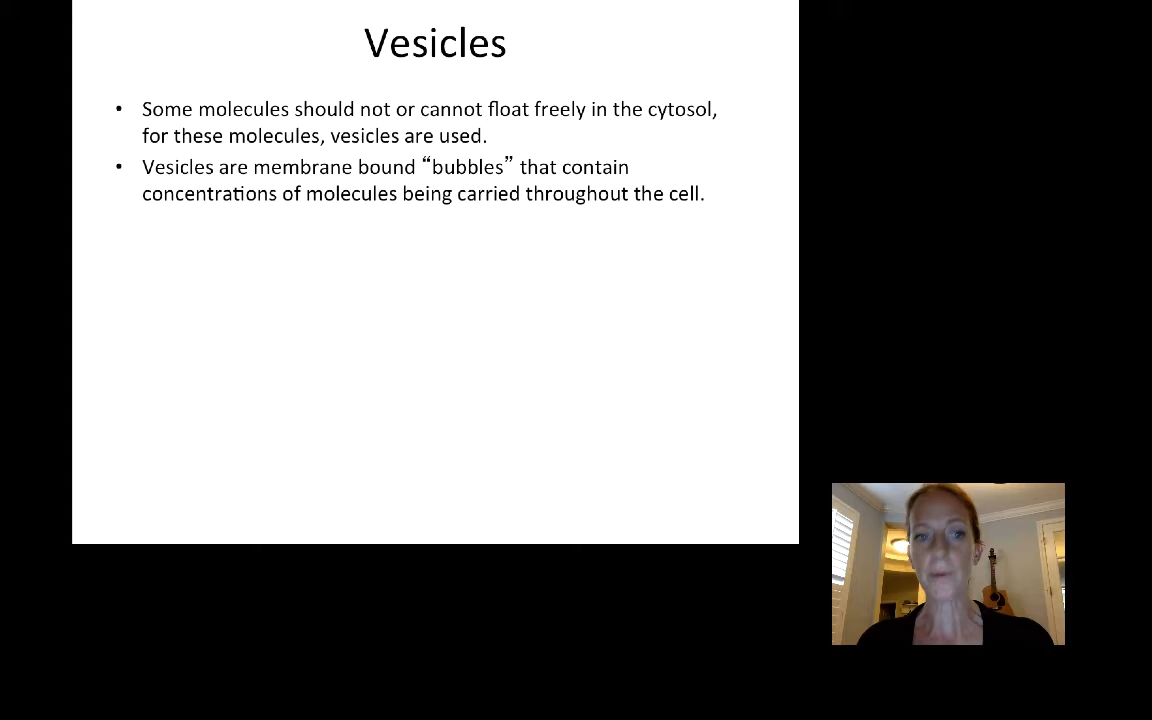 Vesicles
• Some molecules should not or cannot float freely in the cytosol,
for these molecules, vesicles are used.
• Vesicles are membrane bound “bubbles” that contain
concentrations of molecules being carried throughout the cell.